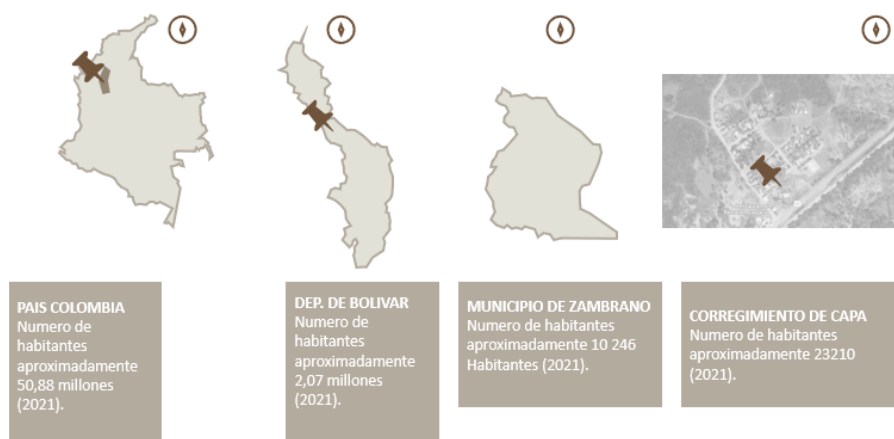 PAIS COLOMBIA
Numero de
habitantes
aproximadamente
50,88 millones
(2021).
DEP. DE BOLIVAR
Numero de
habitantes
aproximadamente
2,07 millones
(2021).
MUNICIPIO DE ZAMBRANO
Numero de habitantes
aproximadamente 10 246
Habitantes (2021).
CORREGIMIENTO DE CAPA
Numero de habitantes
aproximadamente 23210
(2021).